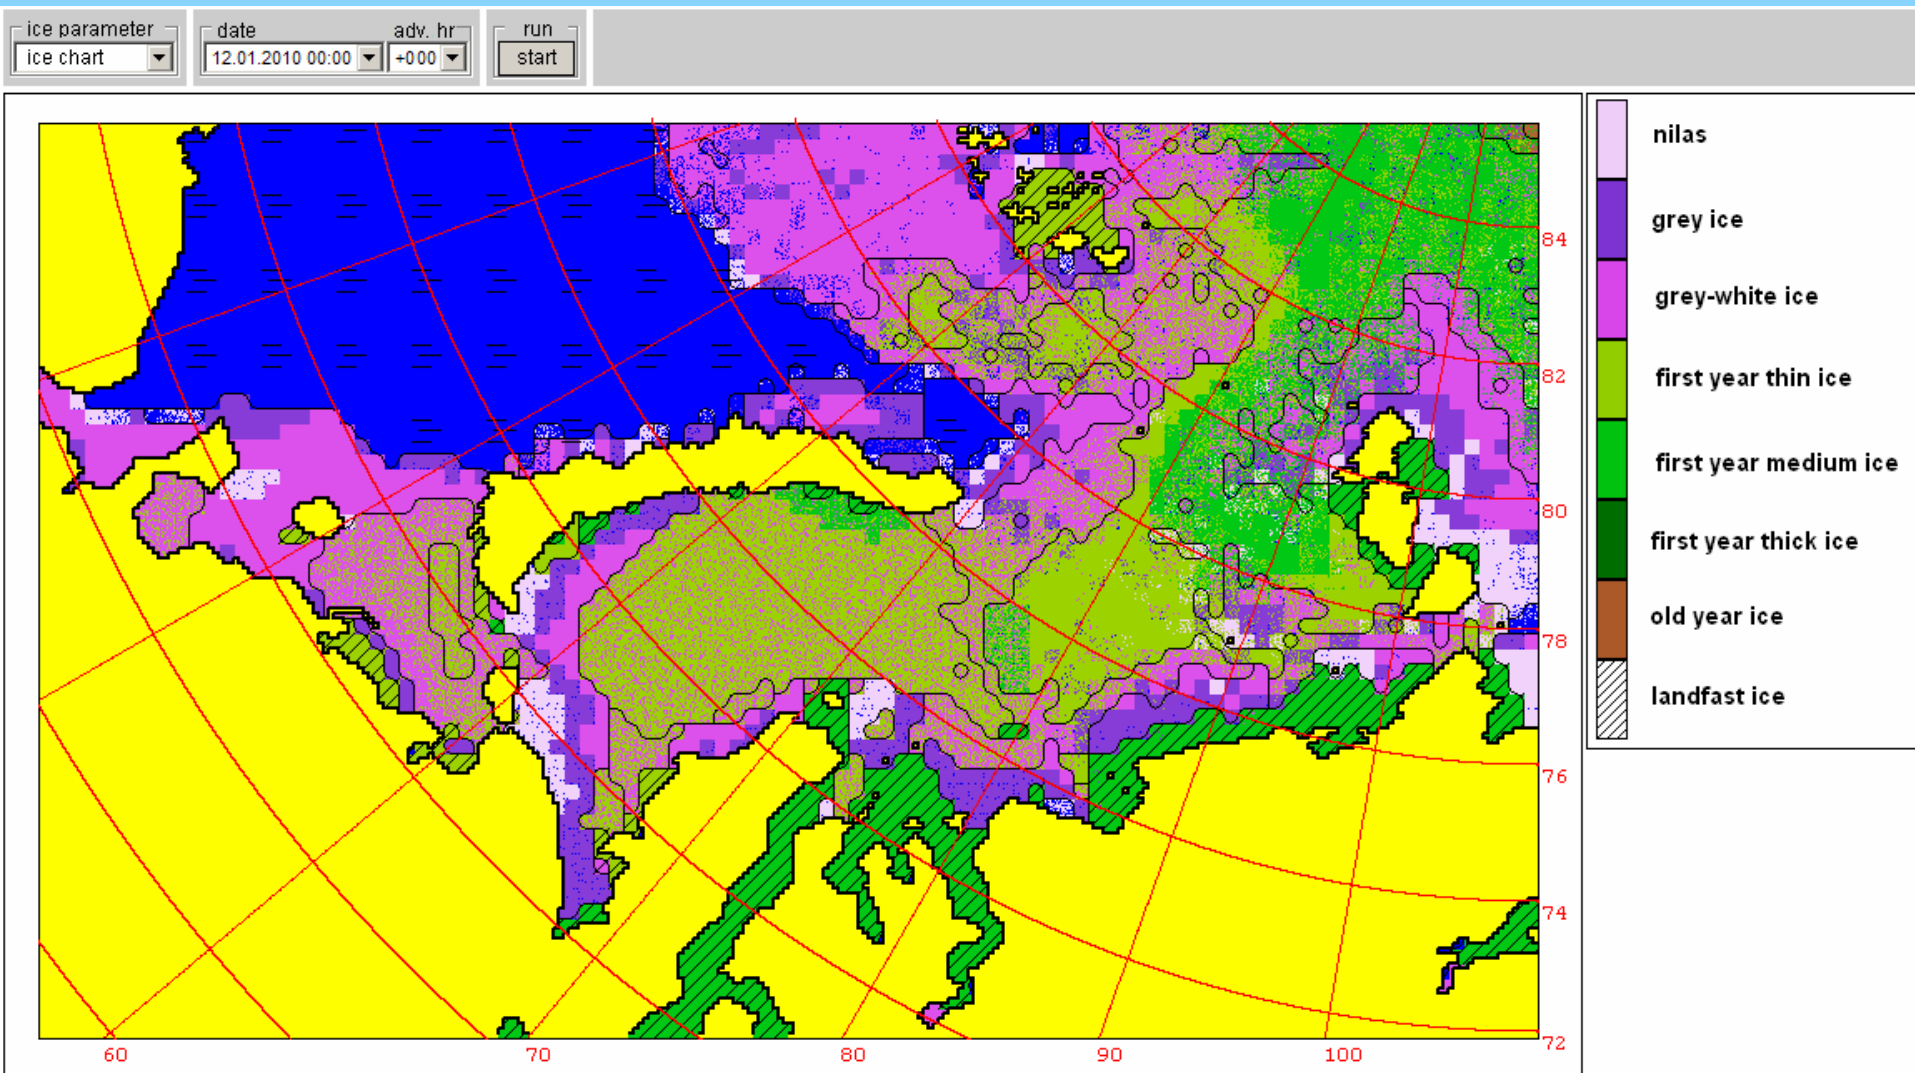 ice parameter date adv. hr run
ice chart 12.01.2010 00:00 +000 start
nilas
grey ice
grey-white ice
first year thin ice
first year medium ice
first year thick ice
old year ice
landfast ice
84
82
80
78
76
74
72
60 70 80 90 100